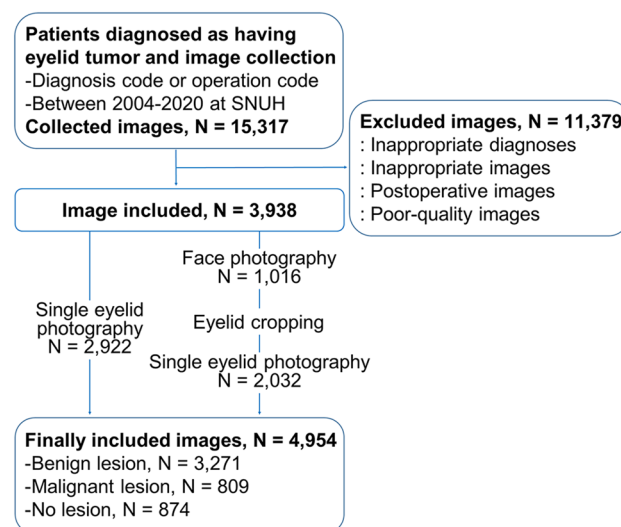 Patients diagnosed as having
eyelid tumor and image collection
-Diagnosis code or operation code
-Between 2004-2020 at SNUH
Collected images, N = 15,317
Excluded images, N = 11,379
: Inappropriate diagnoses
: Inappropriate images
: Postoperative images
: Poor-quality images
Image included, N = 3,938
Face photography
N = 1,016
Single eyelid
photography
N = 2,922
Eyelid cropping
Single eyelid photography
N = 2,032
Finally included images, N = 4,954
-Benign lesion, N = 3,271
-Malignant lesion, N = 809
-No lesion, N = 874